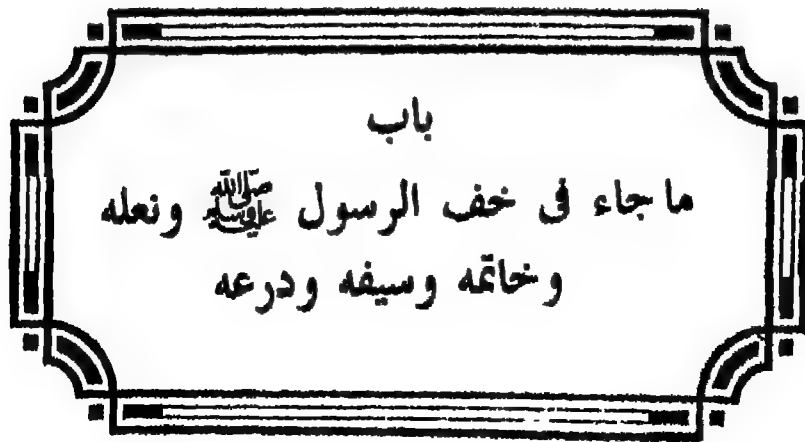 باب
ما جاء فى خف الرسول ﷺ ونعله
وخاتمه وسيفه ودرعه